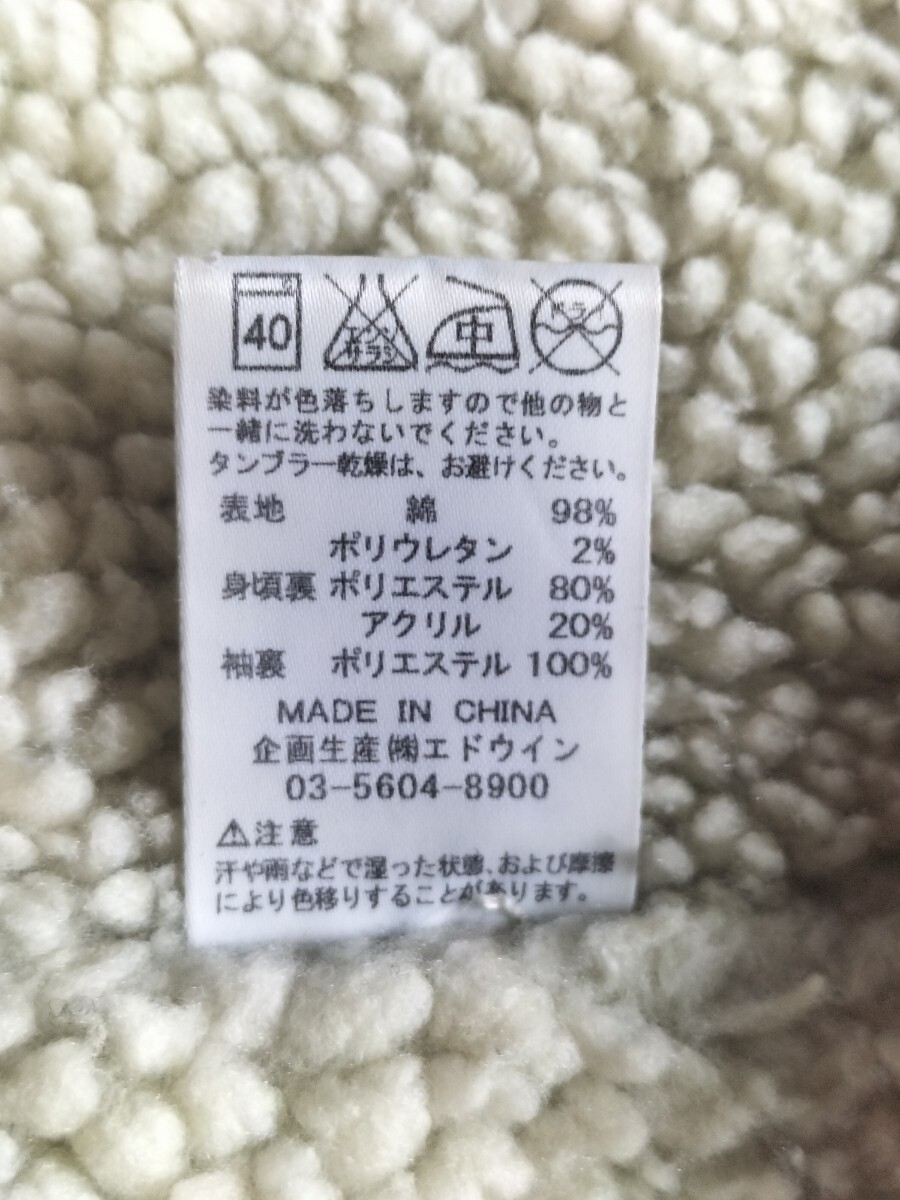 40
エンソ
サラシ
中
ドライ
染料が色落ちしますので他の物と
一緒に洗わないでください。
タンブラー乾燥は、お避けください。
表地 綿 98%
ポリウレタン 2%
身頃裏 ポリエステル 80%
アクリル 20%
袖裏 ポリエステル 100%
MADE IN CHINA
企画生産㈱エドウイン
03-5604-8900
⚠注意
汗や雨などで湿った状態、および摩擦
により色移りすることがあります。